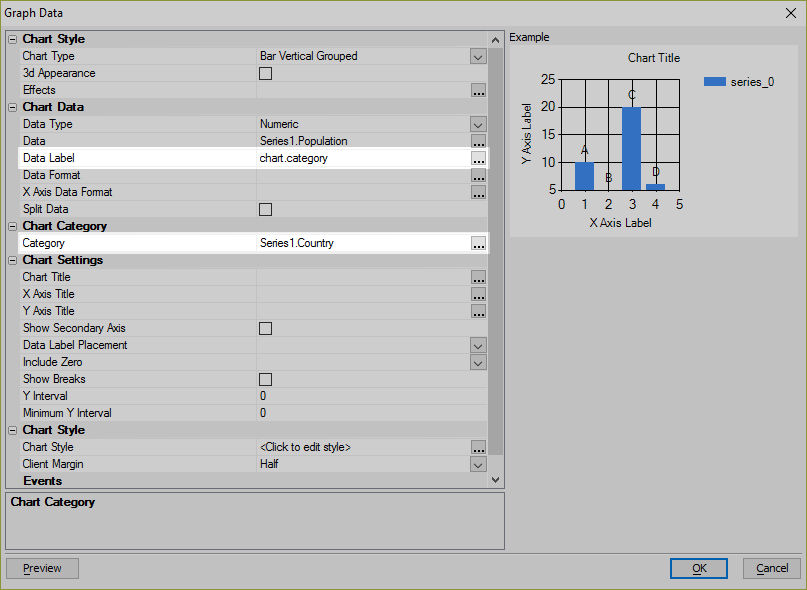 Graph Data
Chart Style
Chart Type Bar Vertical Grouped
3d Appearance
Effects ...
Chart Data
Data Type Numeric
Data Series1.Population ...
Data Label chart.category ...
Data Format ...
X Axis Data Format ...
Split Data
Chart Category
Category Series1.Country ...
Chart Settings
Chart Title ...
X Axis Title ...
Y Axis Title ...
Show Secondary Axis
Data Label Placement
Include Zero
Show Breaks
Y Interval 0
Minimum Y Interval 0
Chart Style
Chart Style <Click to edit style> ...
Client Margin Half
Events
Chart Category
Example
Chart Title
series_0
Y Axis Label
25
20
15
10
5
A
B
C
D
0 1 2 3 4 5
X Axis Label
Preview OK Cancel